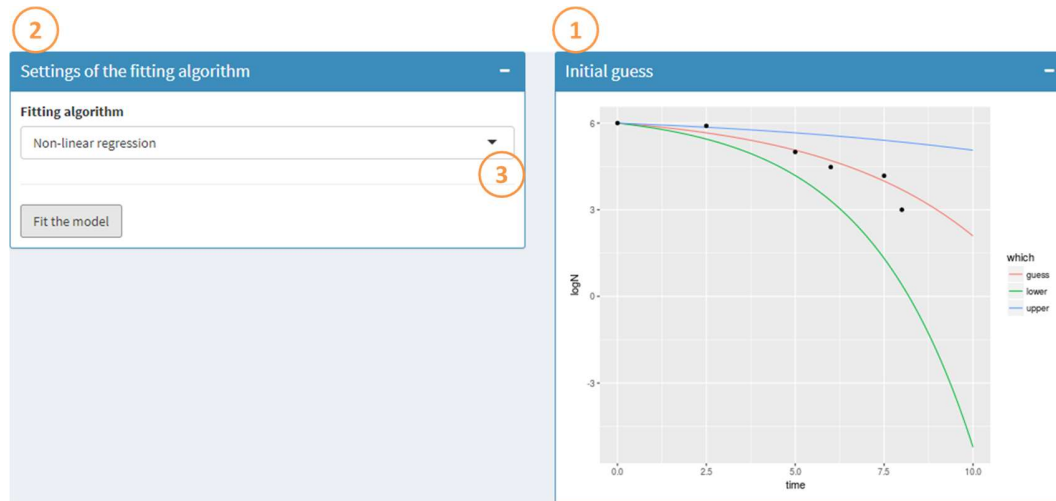 2
1
Settings of the fitting algorithm
Initial guess
Fitting algorithm
Non-linear regression
3
Fit the model
6
3
0
-3
logN
0.0 2.5 5.0 7.5 10.0
time
which
guess
lower
upper